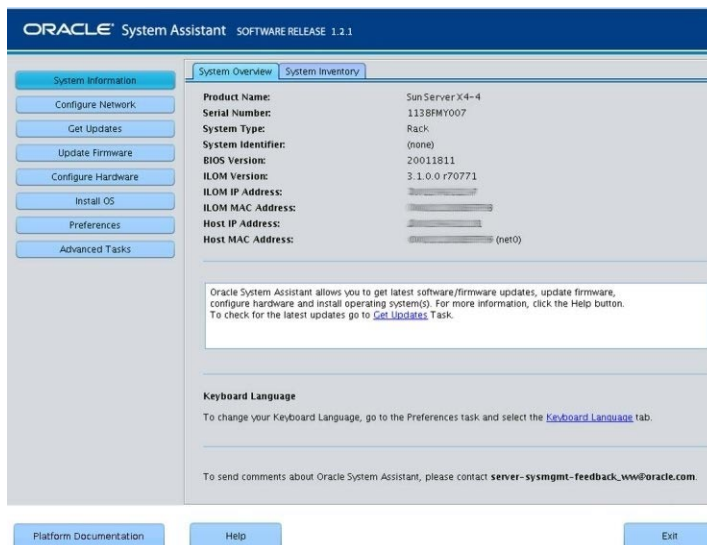 ORACLE System Assistant SOFTWARE RELEASE 1.2.1
System Information
Configure Network
Get Updates
Update Firmware
Configure Hardware
Install OS
Preferences
Advanced Tasks
System Overview System Inventory
Product Name: Sun Server X4-4
Serial Number: 1138FMY007
System Type: Rack
System Identifier: (none)
BIOS Version: 20011811
ILOM Version: 3.1.0.0 r70771
ILOM IP Address:
ILOM MAC Address:
Host IP Address:
Host MAC Address: (net0)
Oracle System Assistant allows you to get latest software/firmware updates, update firmware,
configure hardware and install operating system(s). For more information, click the Help button.
To check for the latest updates go to Get Updates Task.
Keyboard Language
To change your Keyboard Language, go to the Preferences task and select the Keyboard Language tab.
To send comments about Oracle System Assistant, please contact server-sysmgmt-feedback_ww@oracle.com.
Platform Documentation
Help
Exit